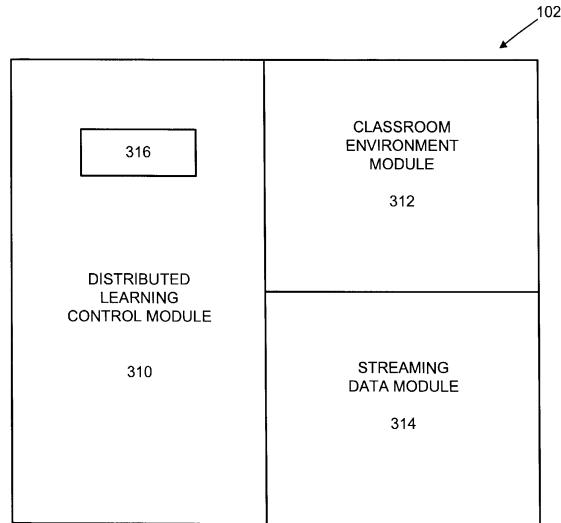 102
316
DISTRIBUTED
LEARNING
CONTROL MODULE
310
CLASSROOM
ENVIRONMENT
MODULE
312
STREAMING
DATA MODULE
314